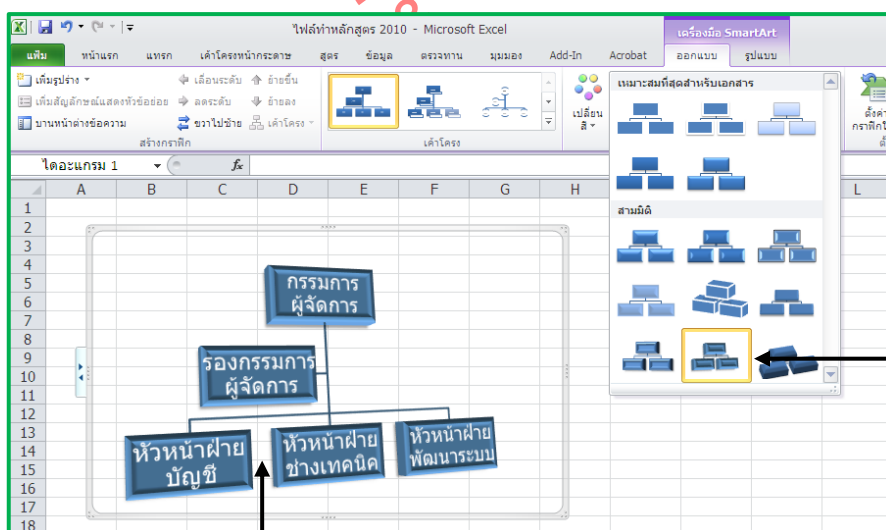 ไฟล์ทำหลักสูตร 2010 - Microsoft Excel
เครื่องมือ SmartArt
แฟ้ม หน้าแรก แทรก เค้าโครงหน้ากระดาษ สูตร ข้อมูล ตรวจทาน มุมมอง Add-In Acrobat ออกแบบ รูปแบบ
เพิ่มรูปร่าง เลื่อนระดับ ย้ายขึ้น
เพิ่มสัญลักษณ์แสดงหัวข้อย่อย ลดระดับ ย้ายลง
บานหน้าต่างข้อความ ขวาไปซ้าย เค้าโครง
สร้างกราฟิก
เค้าโครง
เปลี่ยน
สี
เหมาะสมที่สุดสำหรับเอกสาร
สามมิติ
ตั้งค่า
ไดอะแกรม 1 fx
A B C D E F G H L
1
2
3
4
5
6
7
8
9
10
11
12
13
14
15
16
17
18
กรรมการ
ผู้จัดการ
รองกรรมการ
ผู้จัดการ
หัวหน้าฝ่าย
บัญชี
หัวหน้าฝ่าย
ช่างเทคนิค
หัวหน้าฝ่าย
พัฒนาระบบ